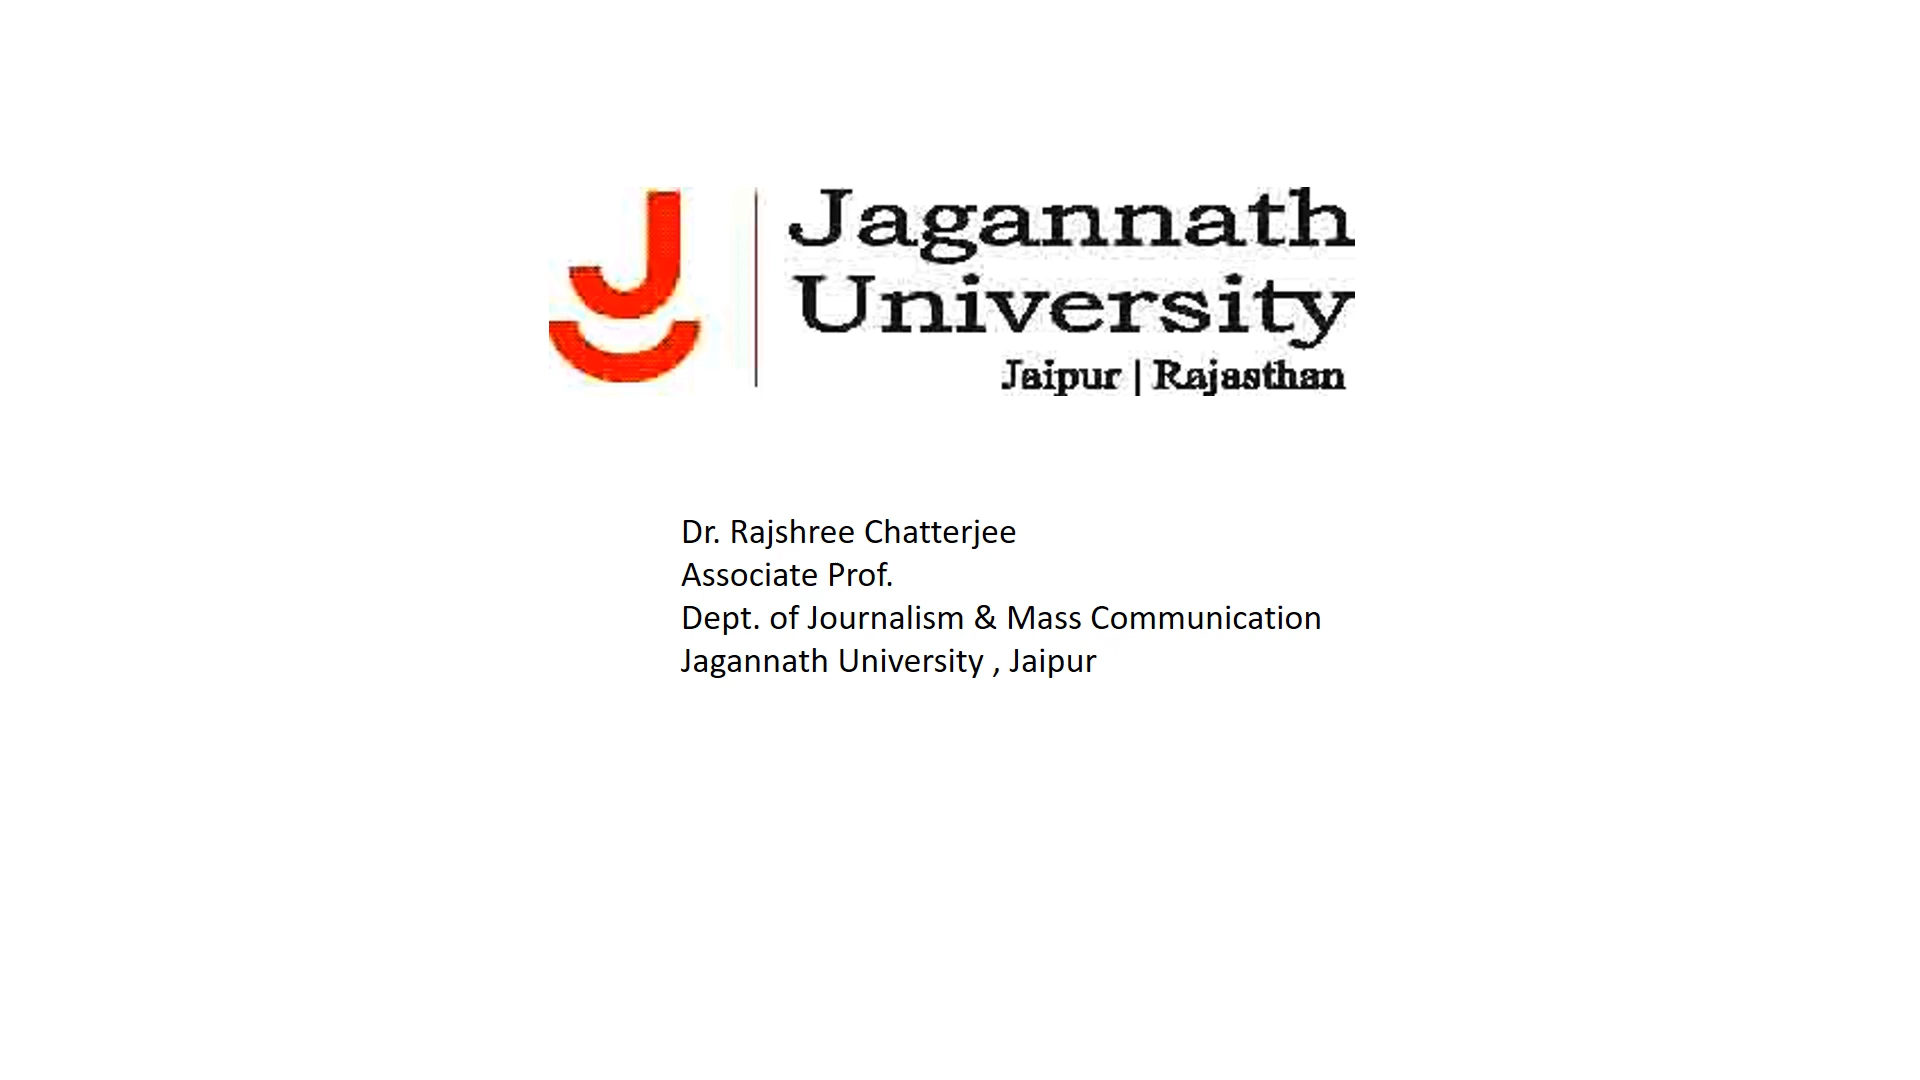 Jagannath
University
Jaipur | Rajasthan
Dr. Rajshree Chatterjee
Associate Prof.
Dept. of Journalism & Mass Communication
Jagannath University , Jaipur